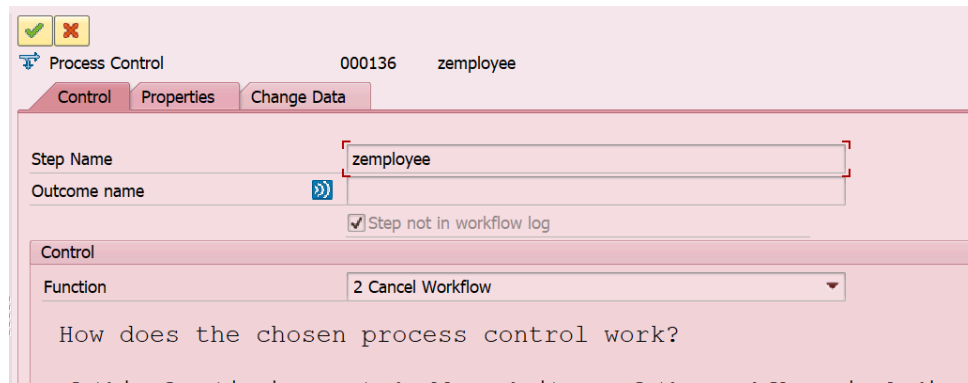 Process Control 000136 zemployee
Control Properties Change Data
Step Name zemployee
Outcome name
Step not in workflow log
Control
Function 2 Cancel Workflow
How does the chosen process control work?